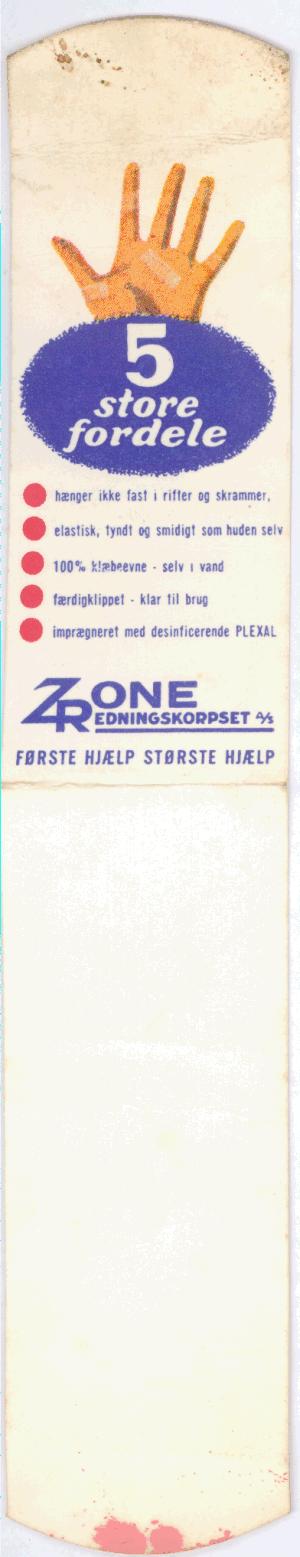 5
store
fordele
hænger ikke fast i rifter og skrammer,
elastisk, tyndt og smidigt som huden selv
100% klæbeevne - selv i vand
færdigklippet - klar til brug
imprægneret med desinficerende PLEXAL
ZONE
REDNINGSKORPSET A/S
FØRSTE HJÆLP STØRSTE HJÆLP